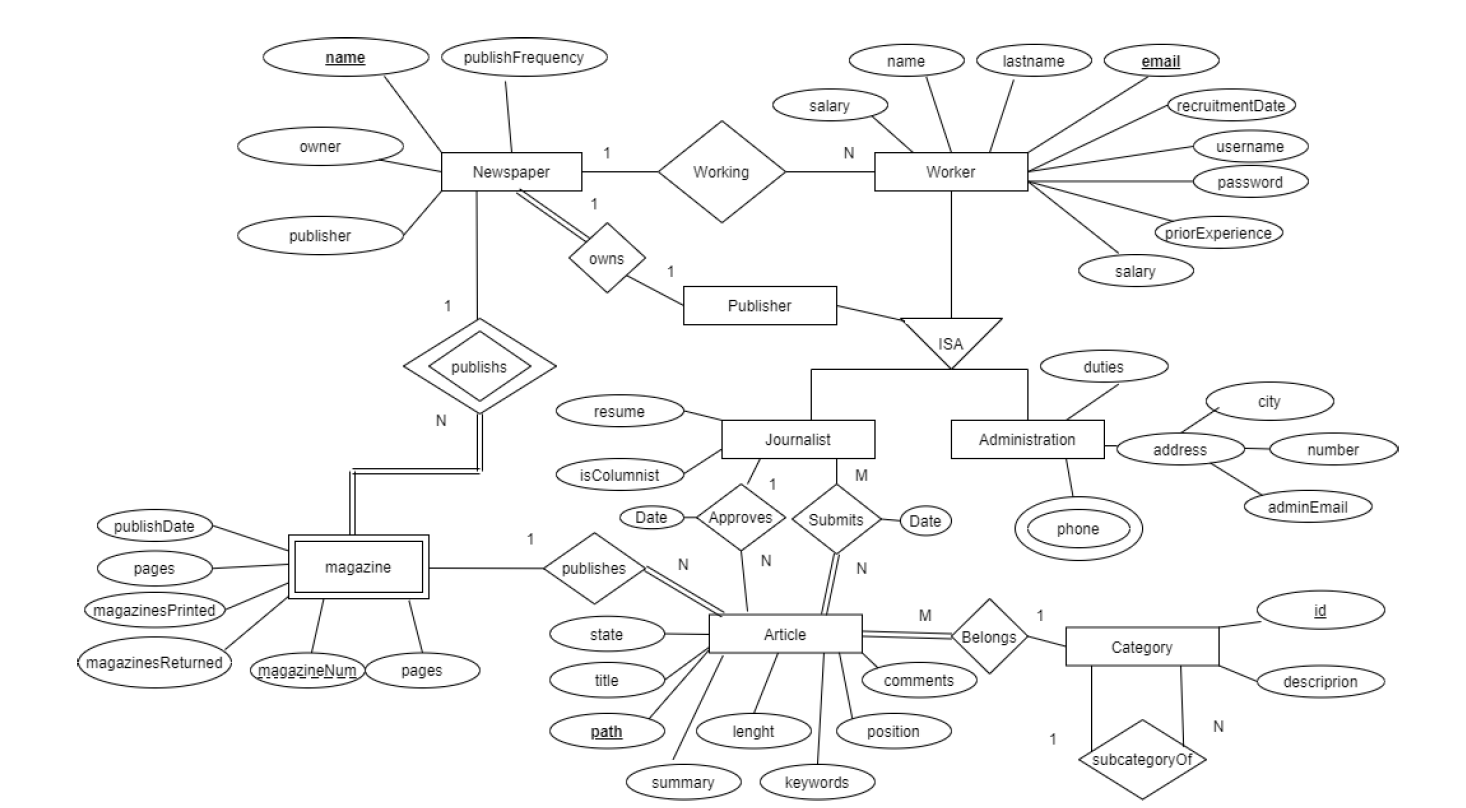 name
publishFrequency
name
lastname
email
salary
recruitmentDate
owner
username
1
N
Newspaper
Working
Worker
password
1
publisher
priorExperience
owns
1
salary
1
Publisher
ISA
publishs
duties
N
resume
city
Journalist
Administration
address
number
isColumnist
M
1
adminEmail
publishDate
Date
Approves
Submits
Date
phone
1
N
N
N
pages
magazine
publishes
magazinesPrinted
M
1
id
state
Article
Belongs
Category
magazinesReturned
magazineNum
pages
title
comments
descriprion
path
lenght
position
1
N
subcategoryOf
summary
keywords